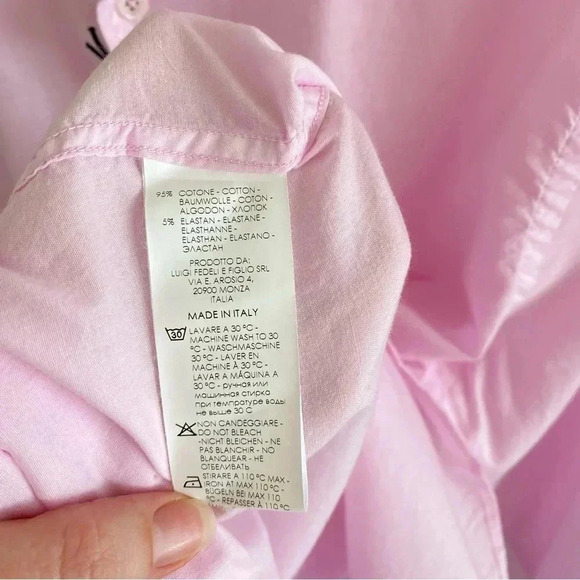 95% COTONE - COTTON -
BAUMWOLLE - COTON -
ALGODON - ХЛОПОК
5% ELASTAN - ELASTANE -
ELASTHANNE -
ELASTHAN - ELASTANO -
ЭЛАСТАН
PRODOTTO DA:
LUIGI FEDELI E FIGLIO SRL
VIA E. AROSIO 4,
20900 MONZA
ITALIA
MADE IN ITALY
30 LAVARE A 30 °C -
MACHINE WASH TO 30
°C - WASCHMASCHINE
30 °C - LAVER EN
MACHINE À 30 °C -
LAVAR A MÁQUINA A
30 °C - ручная или
машинная стирка
при температуре воды
не выше 30 С
NON CANDEGGIARE -
DO NOT BLEACH
-NICHT BLEICHEN - NE
PAS BLANCHIR - NO
BLANQUEAR - НЕ
ОТБЕЛИВАТЬ
STIRARE A 110 °C MAX -
IRON AT MAX 110 °C -
BÜGELN BEI MAX 110
°C - REPASSER À 110 °C